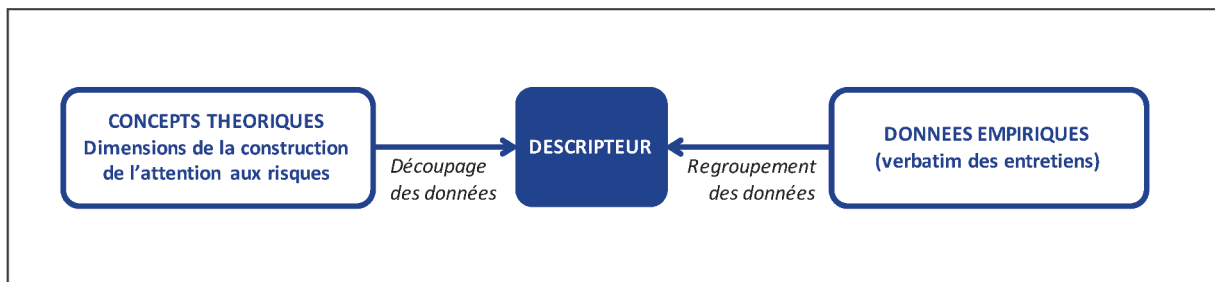 CONCEPTS THEORIQUES
Dimensions de la construction
de l’attention aux risques
Découpage
des données
DESCRIPTEUR
Regroupement
des données
DONNEES EMPIRIQUES
(verbatim des entretiens)